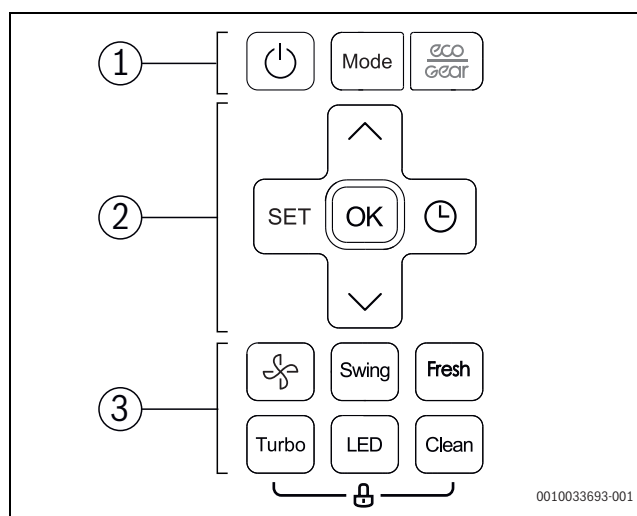 1
Mode
eco
Gear
2
SET
OK
3
Swing
Fresh
Turbo
LED
Clean
0010033693-001